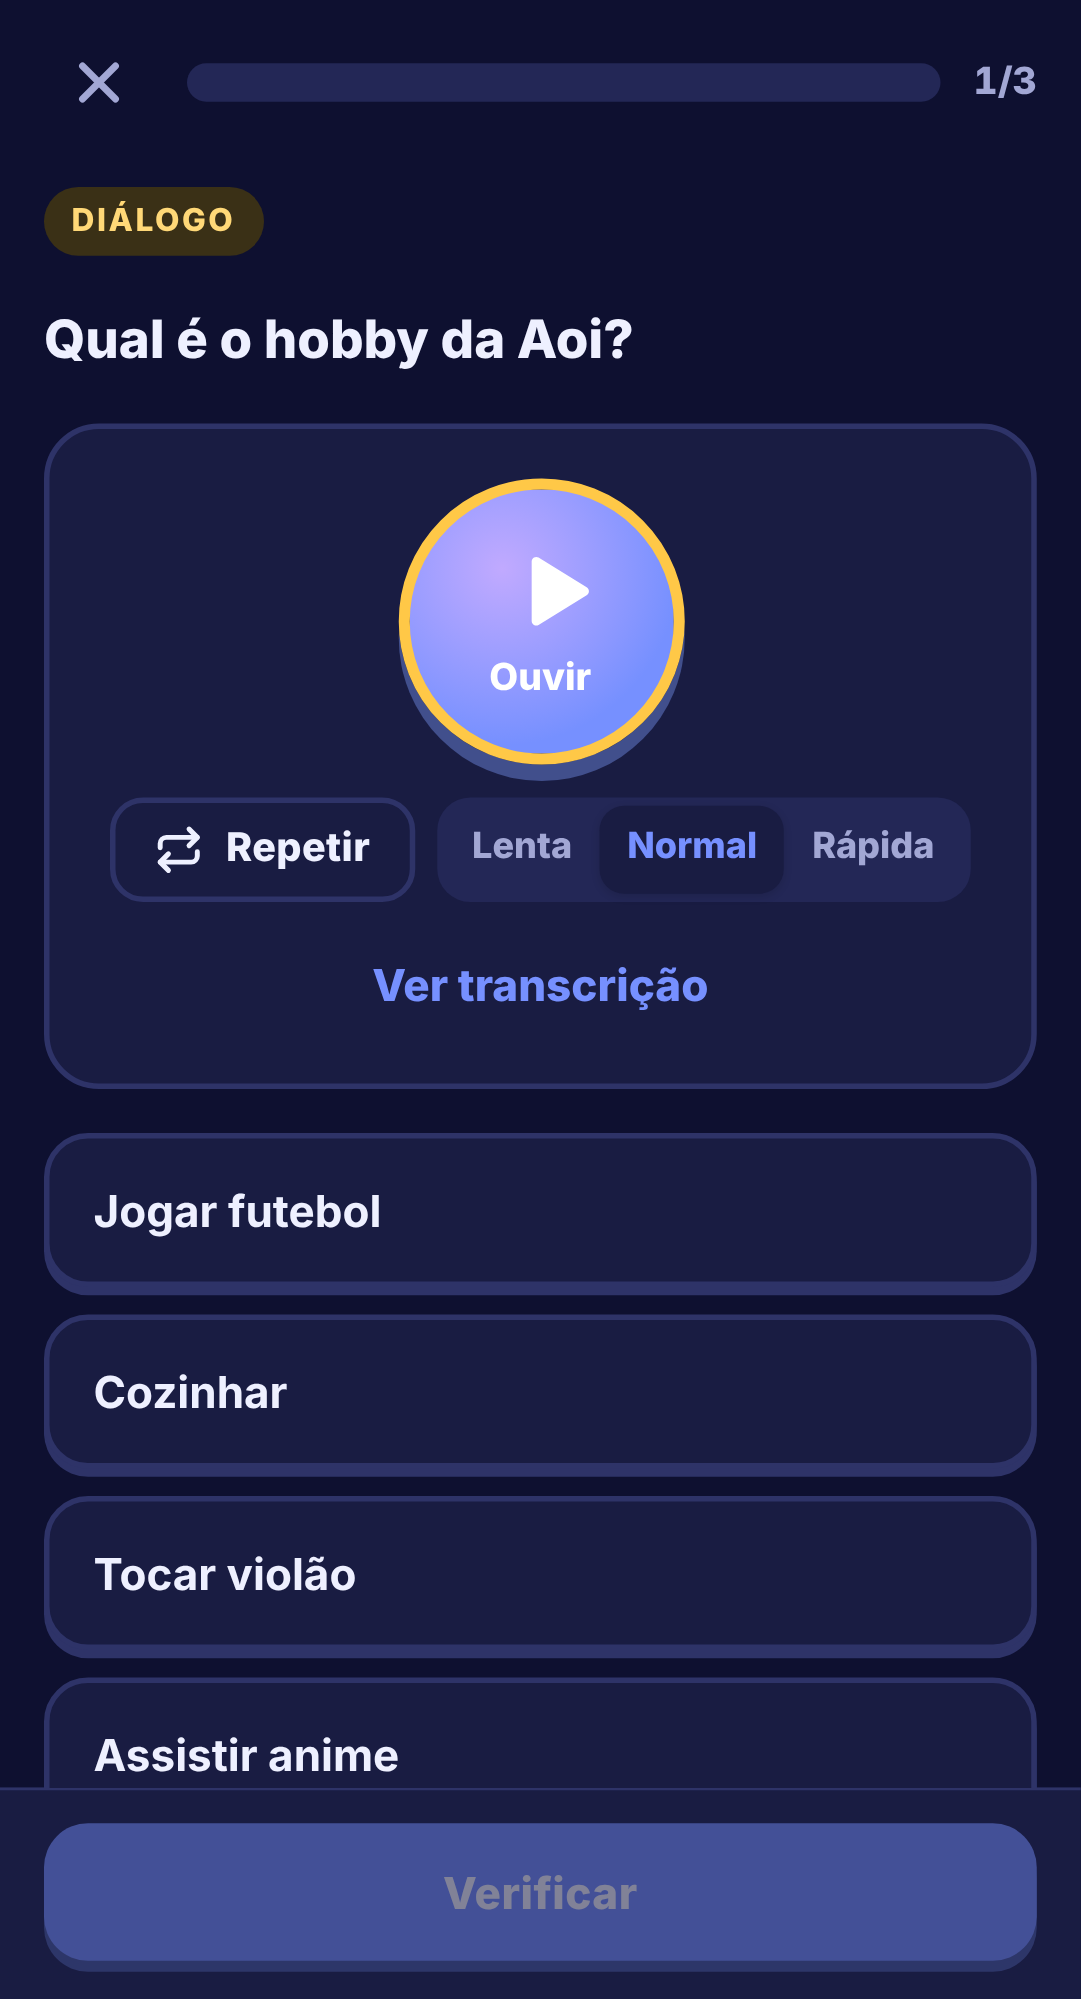 1/3
DIÁLOGO
Qual é o hobby da Aoi?
Ouvir
Repetir
Lenta Normal Rápida
Ver transcrição
Jogar futebol
Cozinhar
Tocar violão
Assistir anime
Verificar